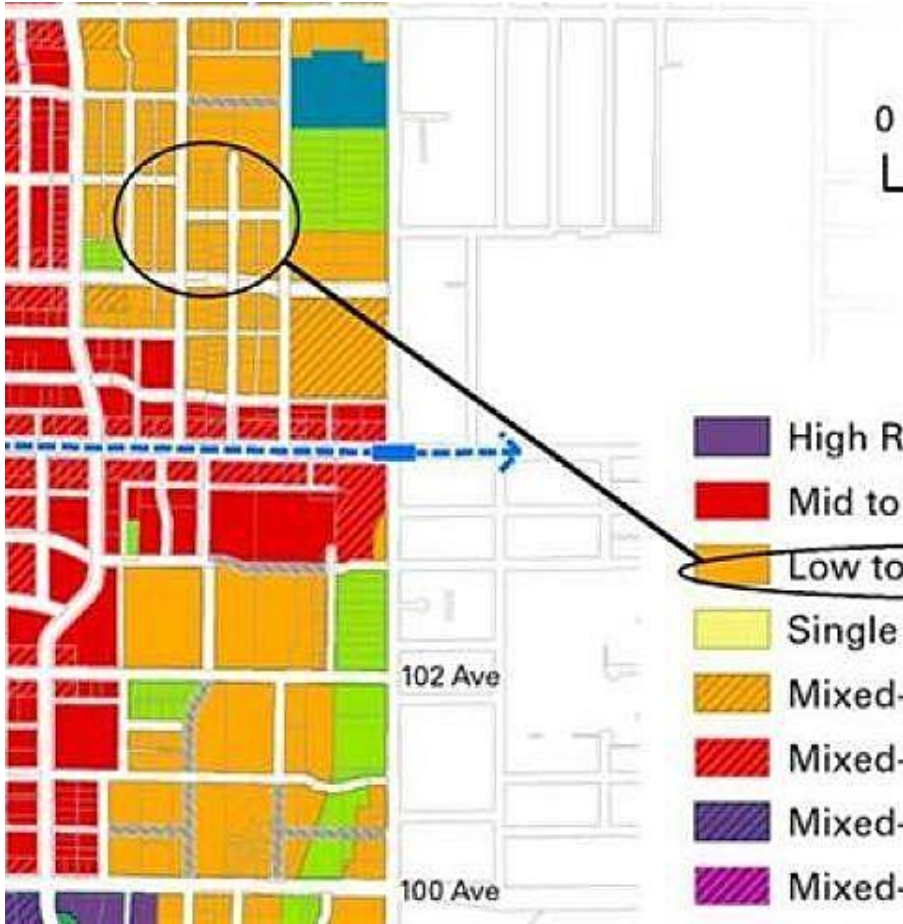 0
High R
Mid to
Low to
Single
Mixed-
Mixed-
Mixed-
Mixed-
102 Ave
100 Ave